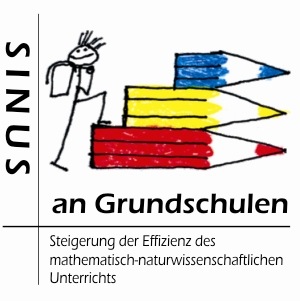 SINUS
an Grundschulen
Steigerung der Effizienz des
mathematisch-naturwissenschaftlichen
Unterrichts